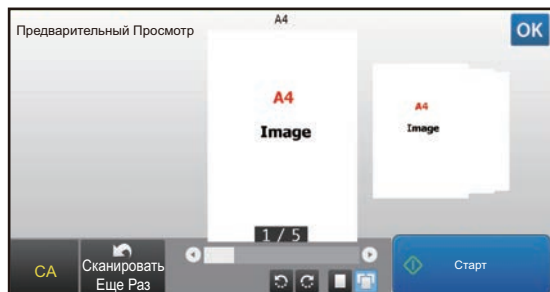 A4
Предварительный Просмотр
OK
A4
Image
A4
Image
1 / 5
CA
Сканировать
Еще Раз
Старт